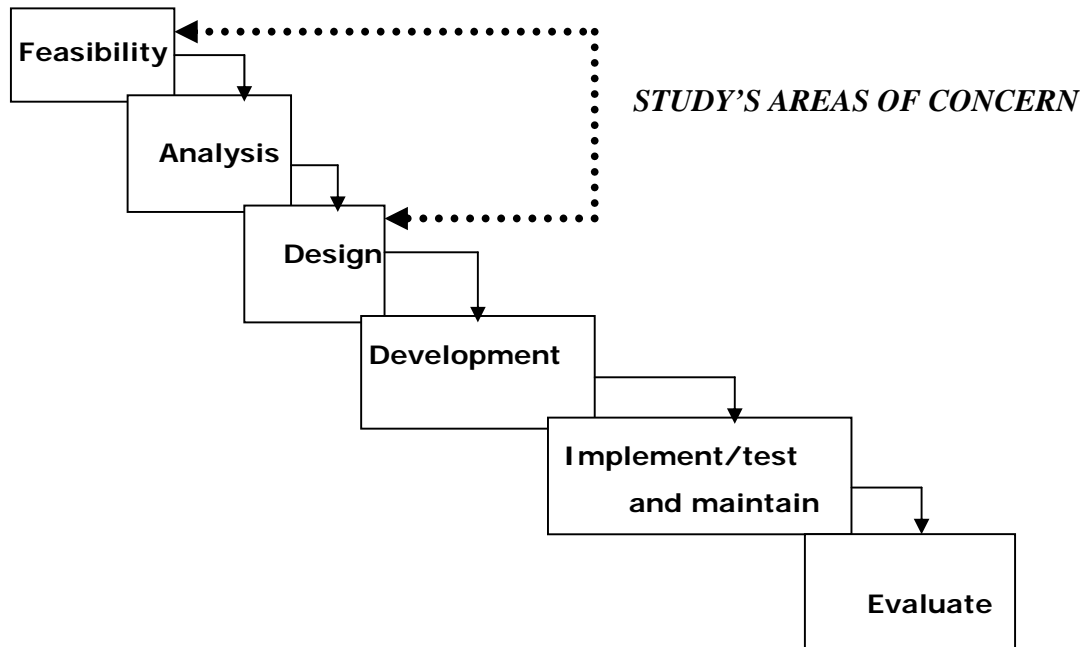 Feasibility
STUDY'S AREAS OF CONCERN
Analysis
Design
Development
Implement/test
and maintain
Evaluate